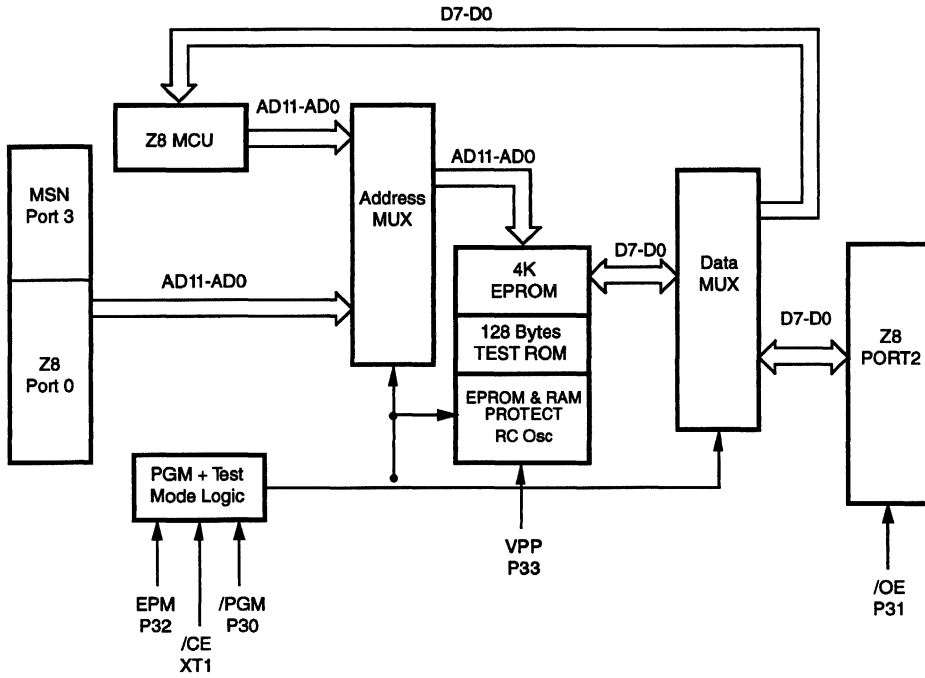 D7-D0
AD11-AD0
Z8 MCU
AD11-AD0
MSN
Port 3
Address
MUX
Data
MUX
D7-D0
4K
EPROM
AD11-AD0
D7-D0
128 Bytes
TEST ROM
Z8
PORT2
Z8
Port 0
EPROM & RAM
PROTECT
RC Osc
PGM + Test
Mode Logic
VPP
P33
/OE
P31
EPM
P32
/PGM
P30
/CE
XT1